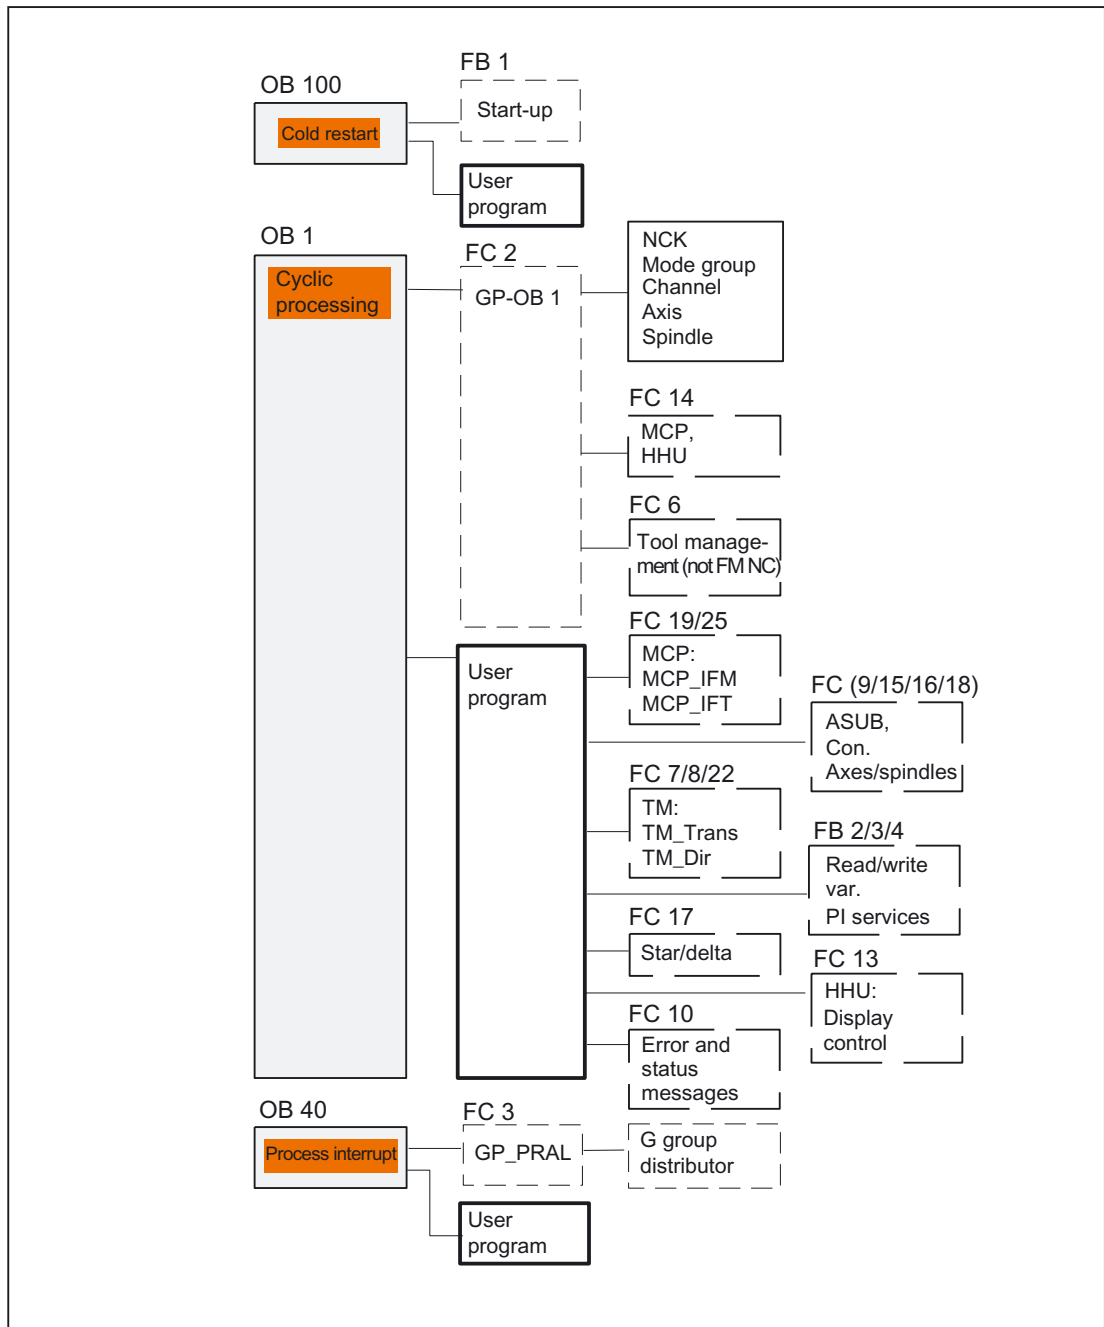 FB 1
OB 100
Start-up
Cold restart
User
program
OB 1
FC 2
Cyclic
processing
GP-OB 1
NCK
Mode group
Channel
Axis
Spindle
FC 14
MCP,
HHU
FC 6
Tool manage-
ment (not FM NC)
FC 19/25
User
program
MCP:
MCP_IFM
MCP_IFT
FC (9/15/16/18)
ASUB,
Con.
Axes/spindles
FC 7/8/22
TM:
TM_Trans
TM_Dir
FB 2/3/4
Read/write
var.
PI services
FC 17
Star/delta
FC 13
HHU:
Display
control
FC 10
Error and
status
messages
OB 40
FC 3
Process interrupt
GP_PRAL
G group
distributor
User
program